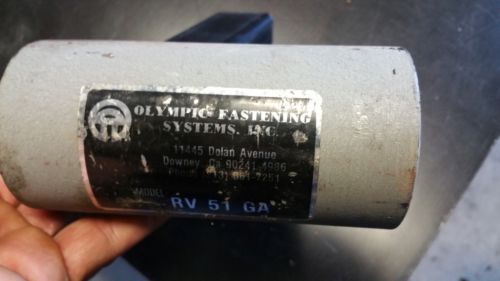 OLYMPIC FASTENING
SYSTEMS, INC
11445 Dolan Avenue
Downey, Ca 90241-4986
MODEL
RV 51 GA